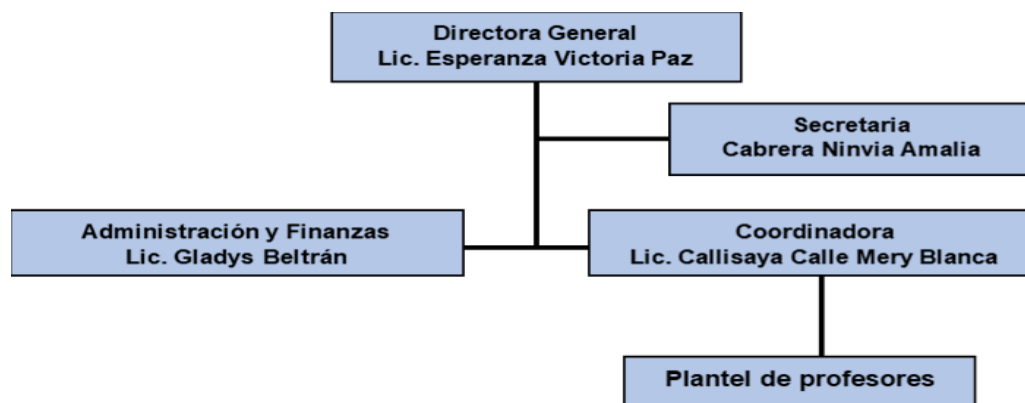 Directora General
Lic. Esperanza Victoria Paz
Secretaria
Cabrera Ninvia Amalia
Administración y Finanzas
Lic. Gladys Beltrán
Coordinadora
Lic. Callisaya Calle Mery Blanca
Plantel de profesores